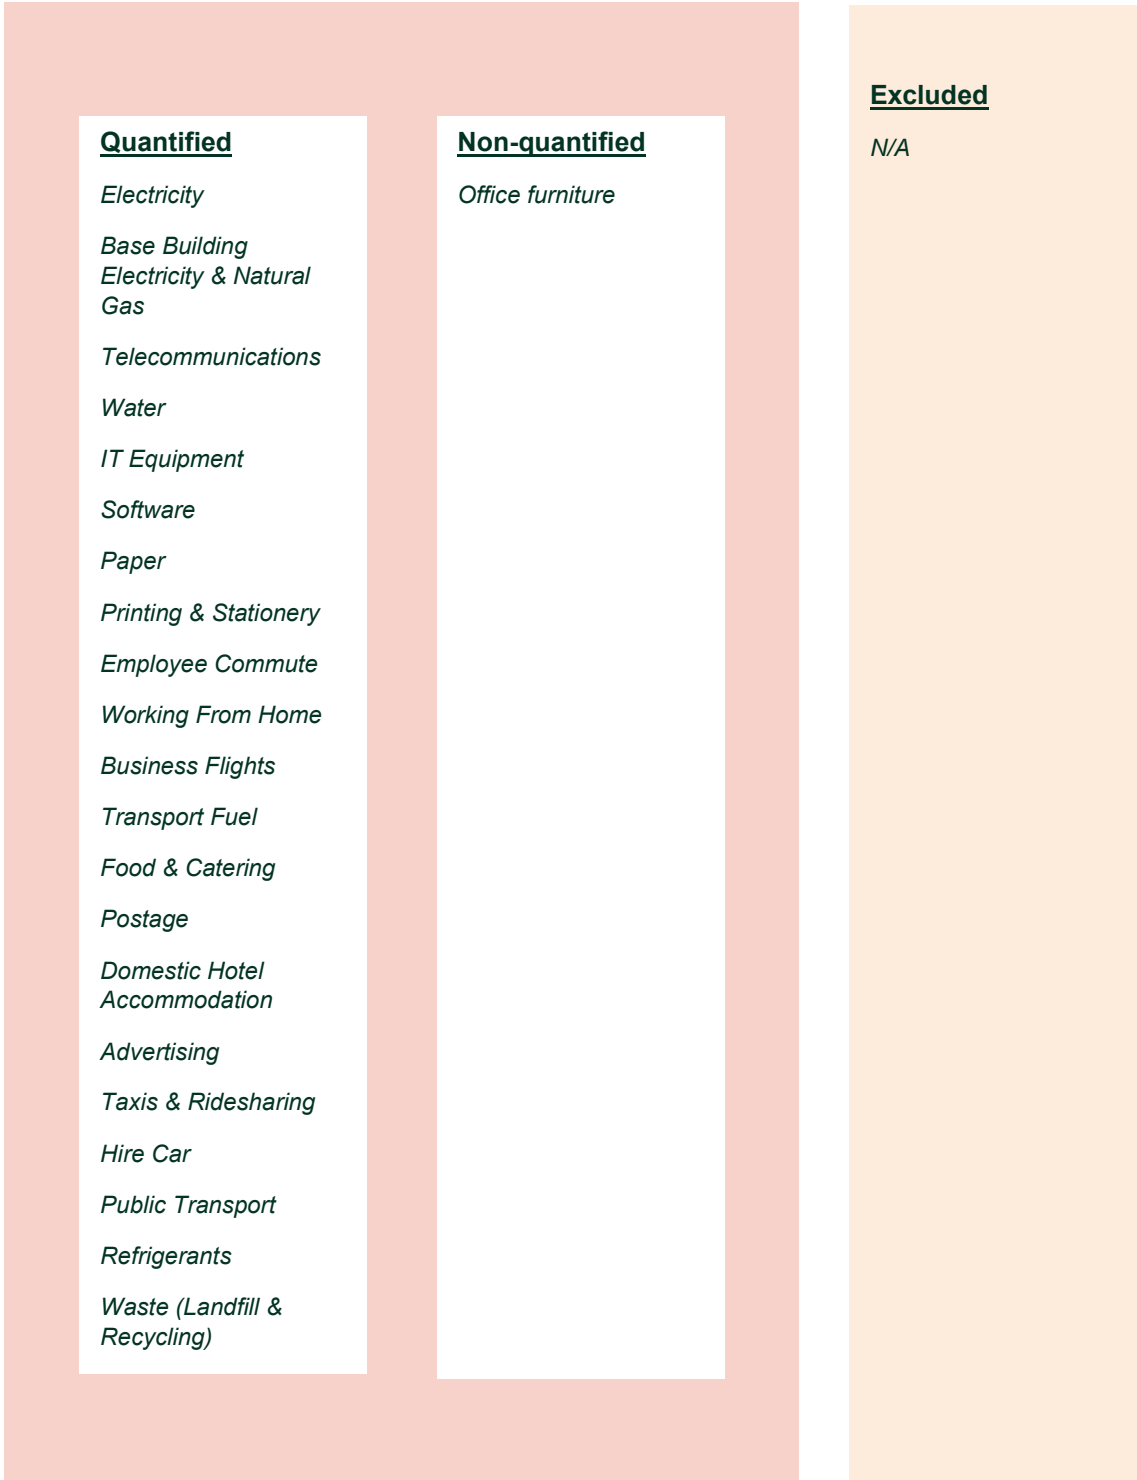 Quantified
Electricity
Base Building
Electricity & Natural
Gas
Telecommunications
Water
IT Equipment
Software
Paper
Printing & Stationery
Employee Commute
Working From Home
Business Flights
Transport Fuel
Food & Catering
Postage
Domestic Hotel
Accommodation
Advertising
Taxis & Ridesharing
Hire Car
Public Transport
Refrigerants
Waste (Landfill &
Recycling)
Non-quantified
Office furniture
Excluded
N/A